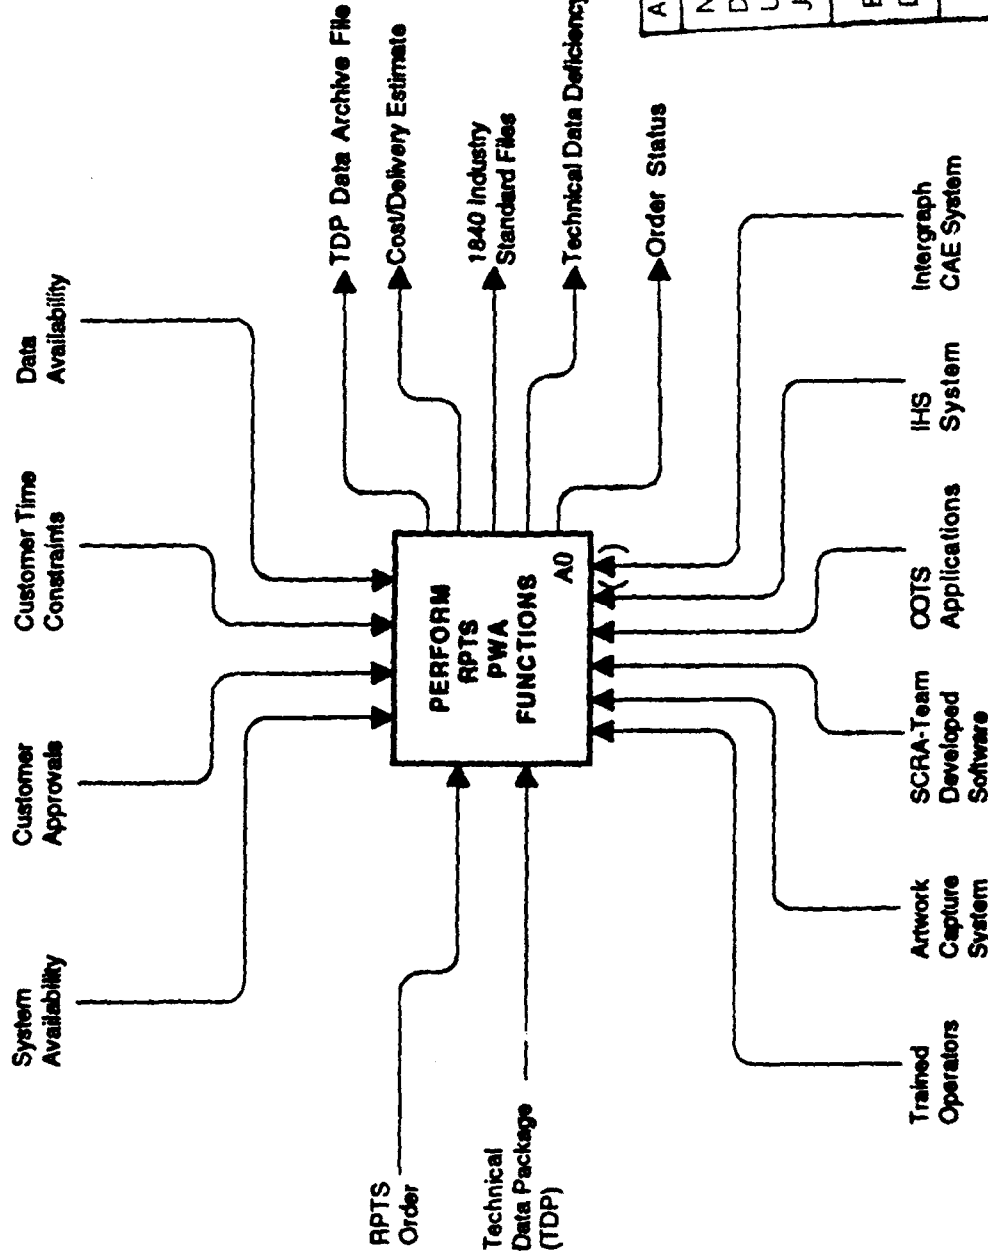 System
Availability
Customer
Approvals
Customer Time
Constraints
Data
Availability
RPTS
Order
Technical
Data Package
(TDP)
PERFORM
RPTS
PWA
FUNCTIONS
A0
TDP Data Archive File
Cost/Delivery Estimate
1840 Industry
Standard Files
Technical Data Deficiency
Order Status
Trained
Operators
Artwork
Capture
System
SCRA-Team
Developed
Software
COTS
Applications
IHS
System
Intergraph
CAE System
A
N
D
U
J